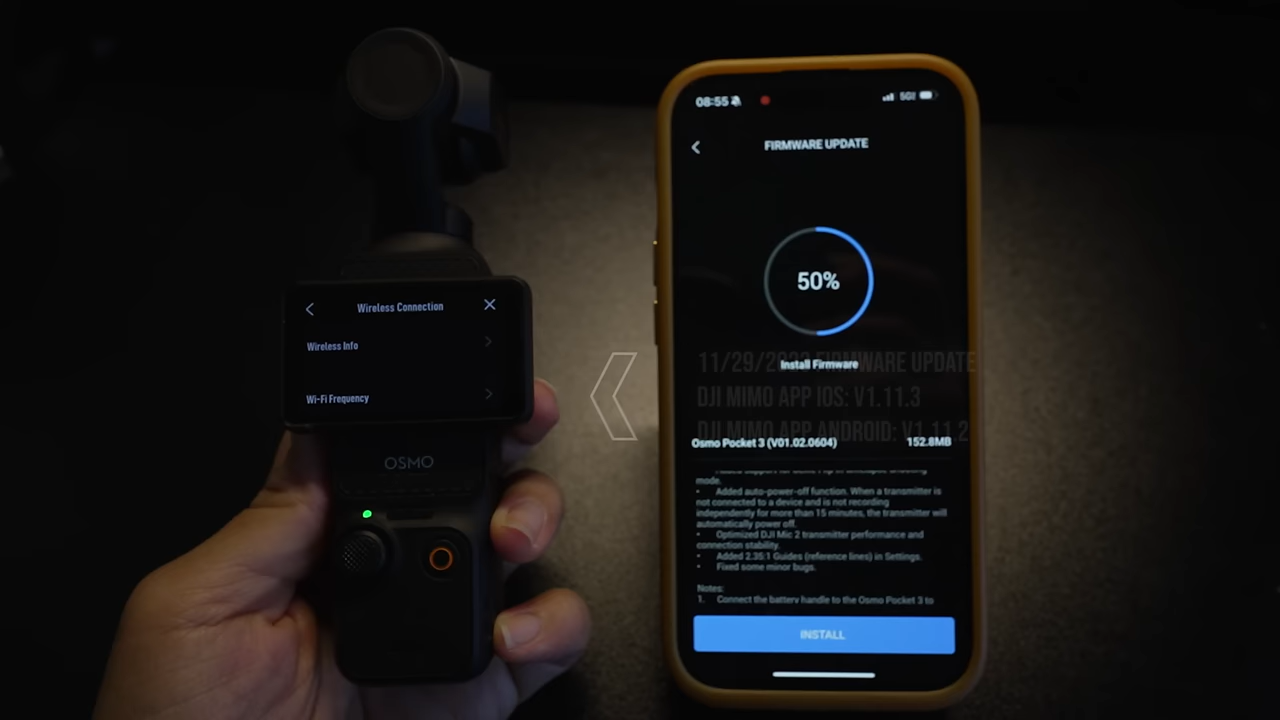 Wireless Connection
Wireless Info
Wi-Fi Frequency
OSMO
08:55
5G
FIRMWARE UPDATE
50%
11/29/2023 FIRMWARE UPDATE
Install Firmware
DJI MIMO APP IOS: V1.11.3
DJI MIMO APP ANDROID: V1.11.2
Osmo Pocket 3 (V01.02.0604)
152.8MB
mode.
• Added auto-power-off function. When a transmitter is
not connected to a device and is not recording
independently for more than 15 minutes, the transmitter will
automatically power off.
• Optimized DJI Mic 2 transmitter performance and
connection stability.
• Added 2.35:1 Guides (reference lines) in Settings.
• Fixed some minor bugs.
Notes:
1. Connect the battery handle to the Osmo Pocket 3 to
INSTALL